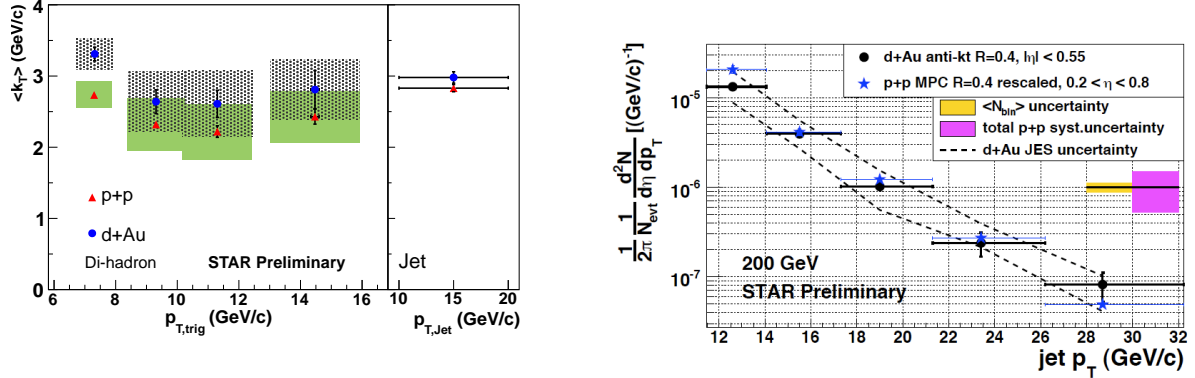 <k_T> (GeV/c)
4
3
2
1
0
p+p
d+Au
Di-hadron
STAR Preliminary
Jet
6 8 10 12 14 16 10 15 20
p_T,trig (GeV/c)
p_T,Jet (GeV/c)
1/2π 1/N_evt d²N/dη dp_T [(GeV/c)⁻¹]
10⁻⁵
10⁻⁶
10⁻⁷
d+Au anti-kt R=0.4, |η|<0.55
p+p MPC R=0.4 rescaled, 0.2<η<0.8
<N_bin> uncertainty
total p+p syst.uncertainty
d+Au JES uncertainty
200 GeV
STAR Preliminary
12 14 16 18 20 22 24 26 28 30 32
jet p_T (GeV/c)